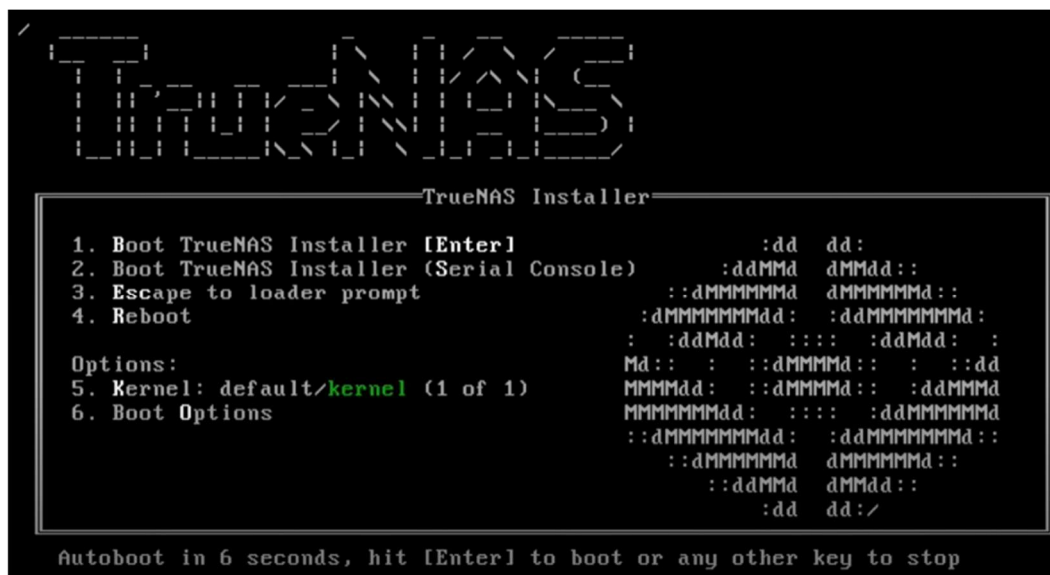 TrueNAS
TrueNAS Installer
1. Boot TrueNAS Installer [Enter]
2. Boot TrueNAS Installer (Serial Console)
3. Escape to loader prompt
4. Reboot
Options:
5. Kernel: default/kernel (1 of 1)
6. Boot Options
Autoboot in 6 seconds, hit [Enter] to boot or any other key to stop